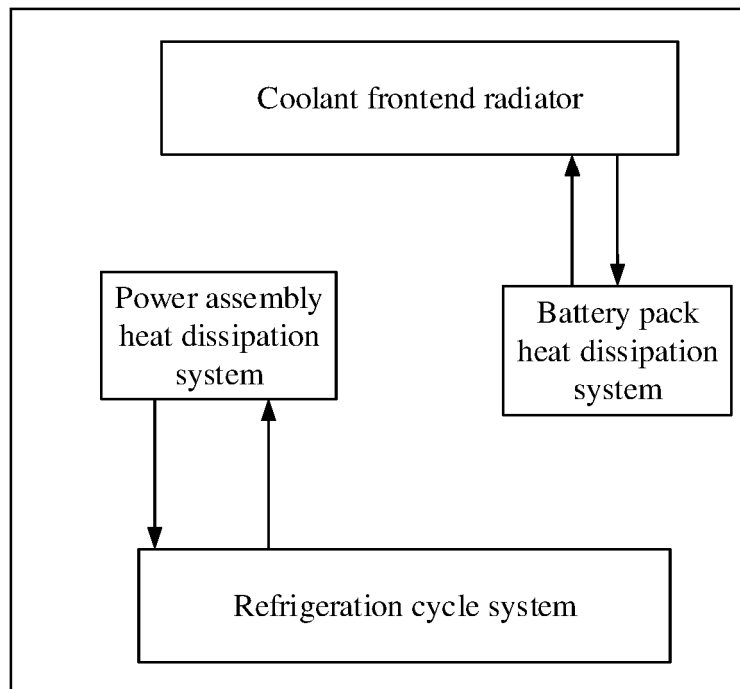 Coolant frontend radiator
Power assembly
heat dissipation
system
Battery pack
heat dissipation
system
Refrigeration cycle system